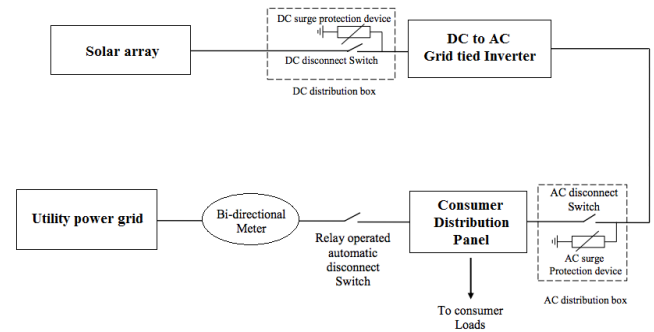 DC surge protection device
Solar array
DC disconnect Switch
DC distribution box
DC to AC
Grid tied Inverter
Utility power grid
Bi-directional
Meter
Relay operated
automatic
disconnect
Switch
Consumer
Distribution
Panel
To consumer
Loads
AC disconnect
Switch
AC surge
Protection device
AC distribution box